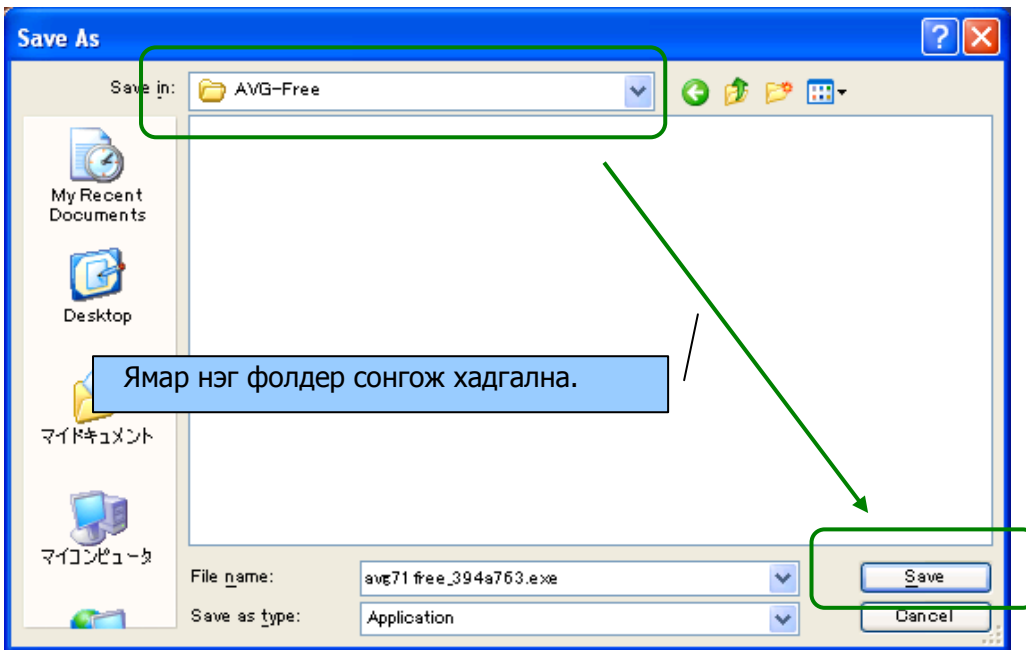 Save As
Save in:
AVG-Free
My Recent
Documents
Desktop
Ямар нэг фолдер сонгож хадгална.
マイドキュメント
マイコンピュータ
File name:
avg71free_394a763.exe
Save
Save as type:
Application
Cancel